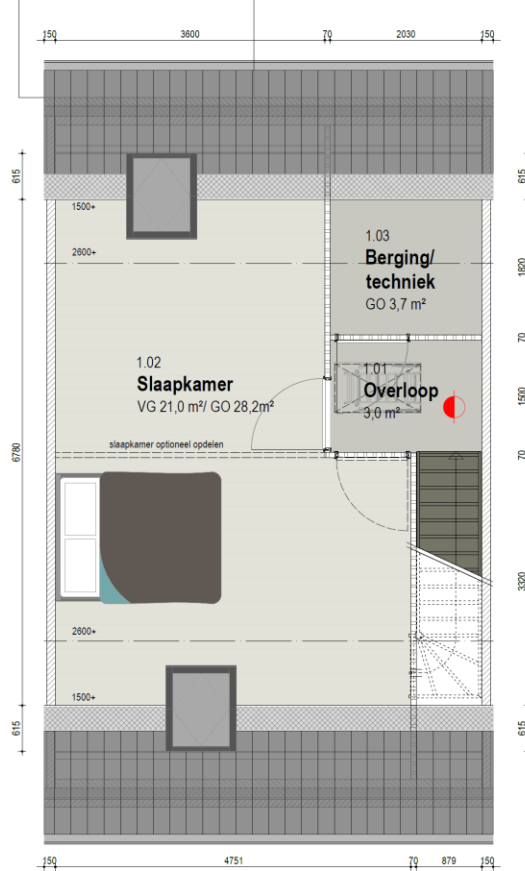 150 3600 70 2030 150
615
615
1500+
2600+
1.03
Berging/
techniek
GO 3,7 m²
1820
70
1.02
Slaapkamer
VG 21,0 m²/ GO 28,2m²
1.01
Overloop
3,0 m²
1500
slaapkamer optioneel opdelen
6780
70
3320
2600+
1500+
615
615
150 4751 70 879 150